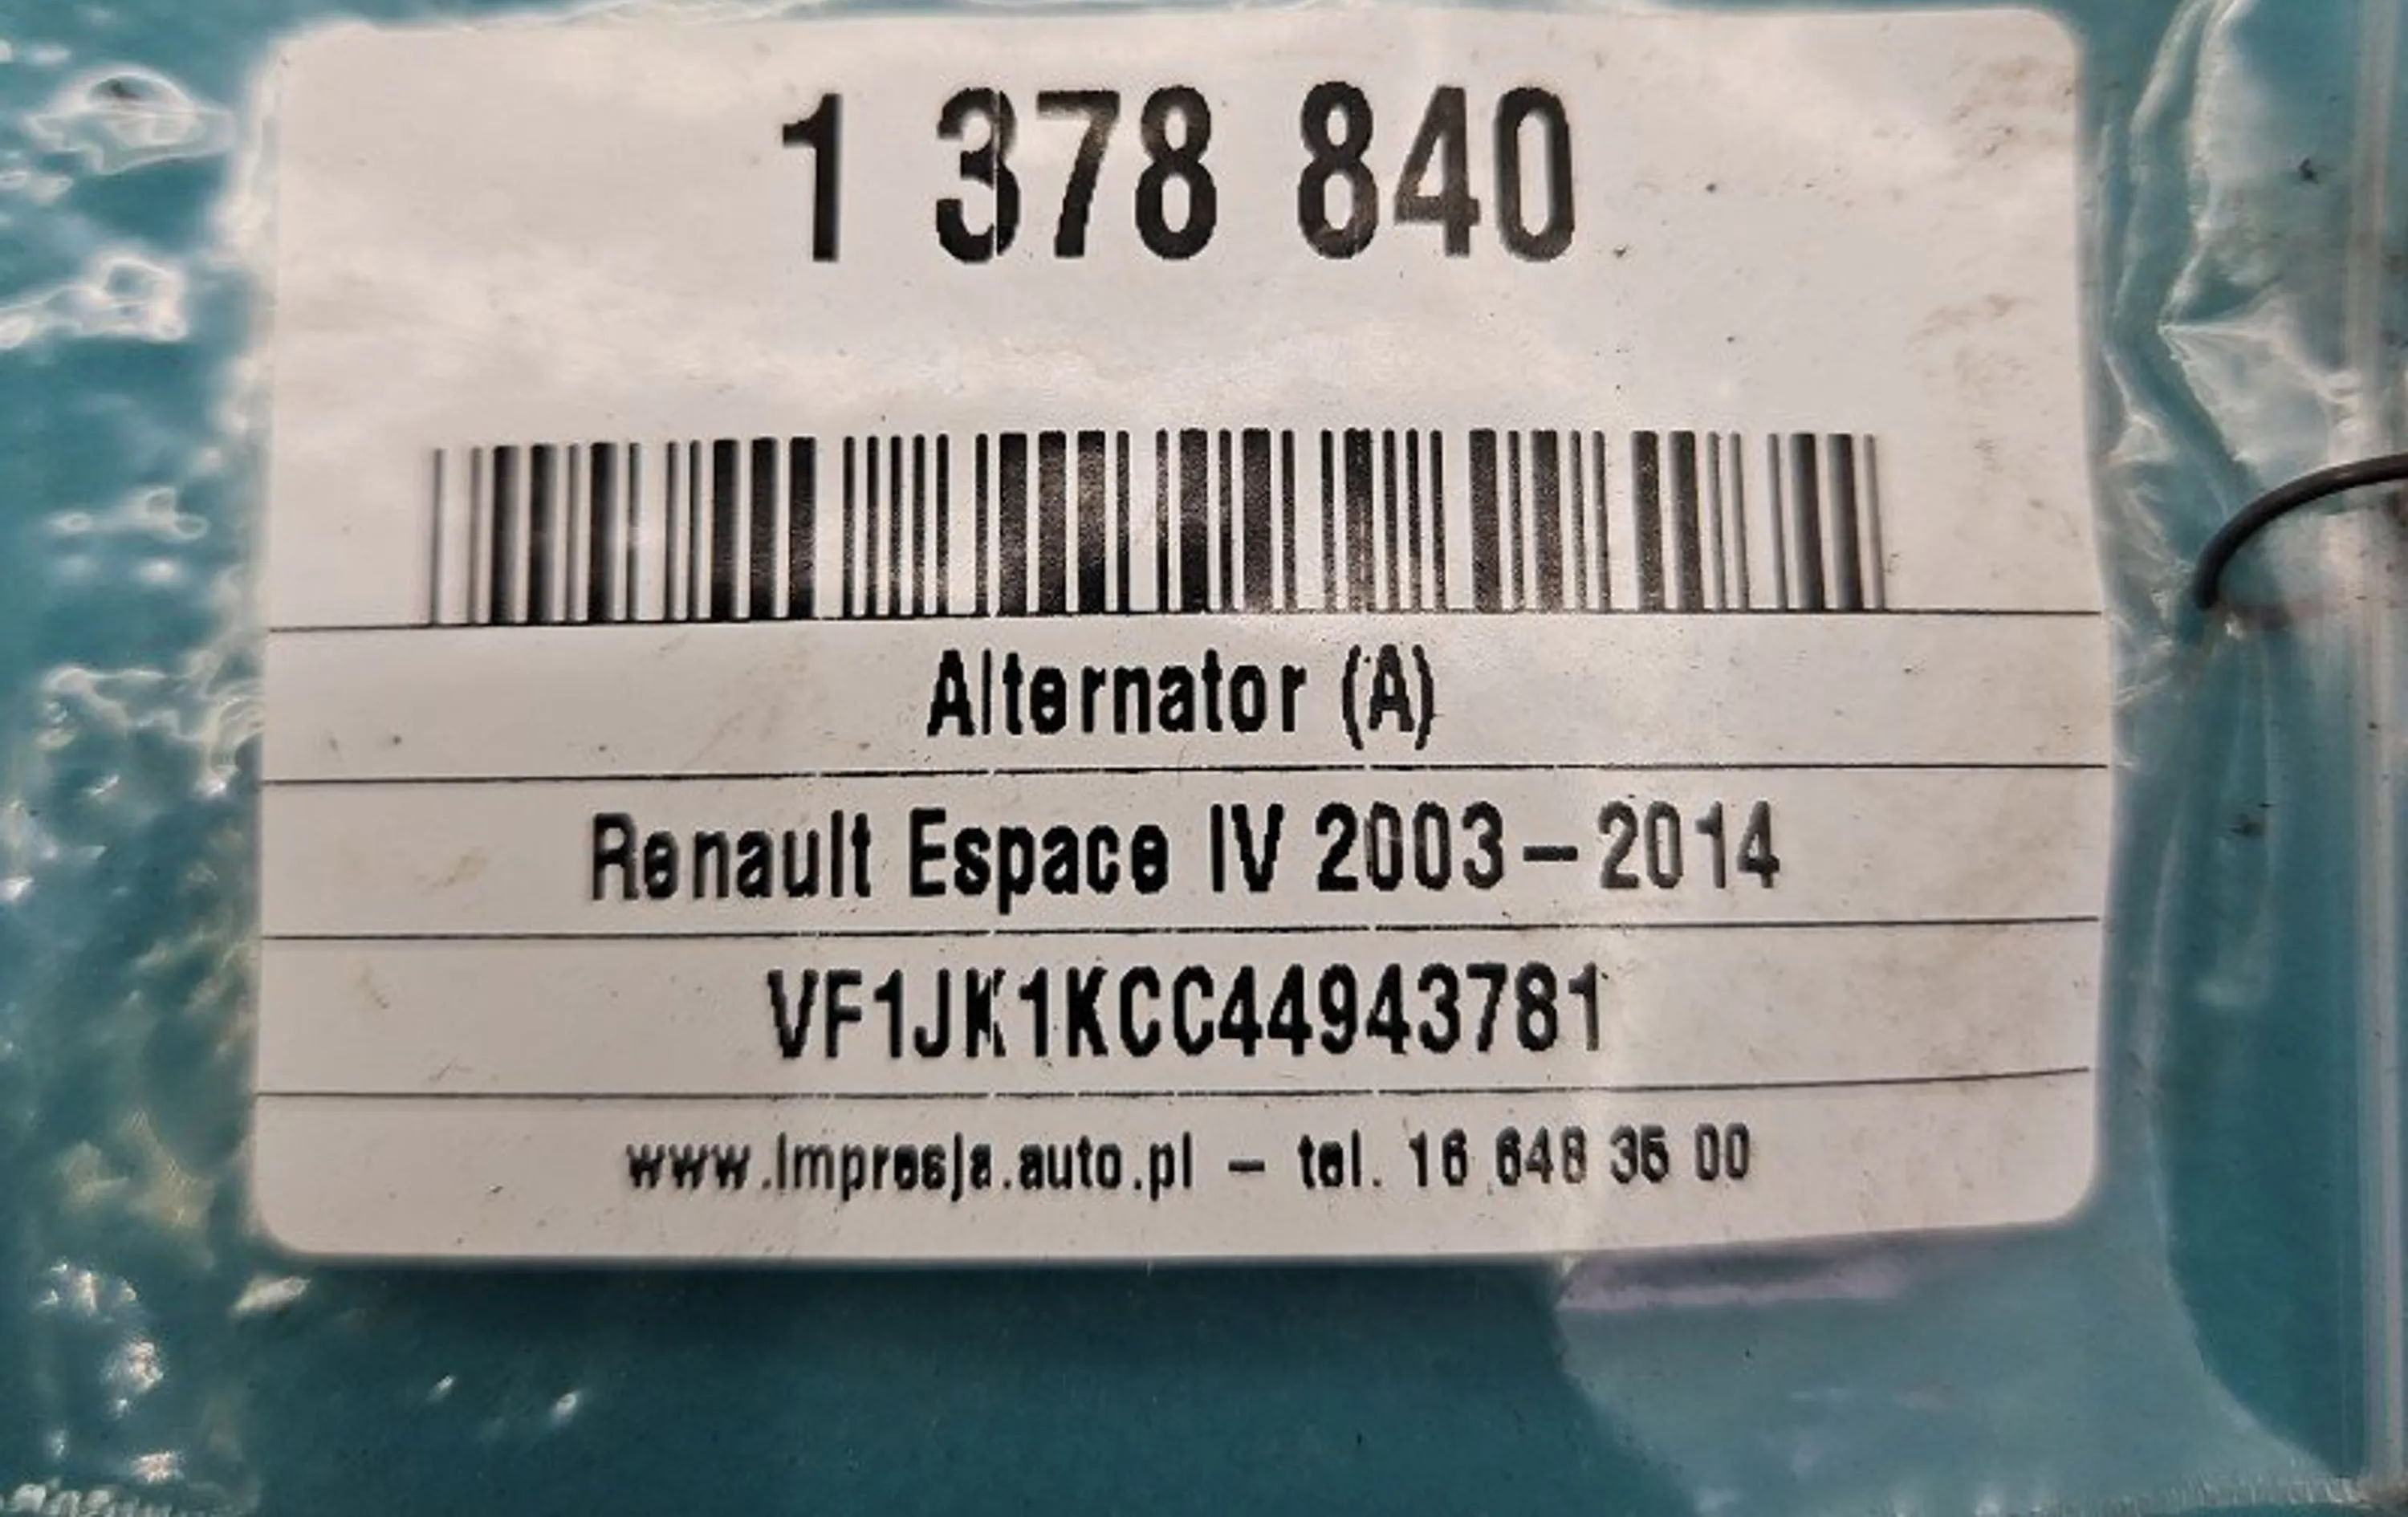 1 378 840
Alternator (A)
Renault Espace IV 2003-2014
VF1JK1KCC44943781
www.impresja.auto.pl - tel. 16 648 35 00